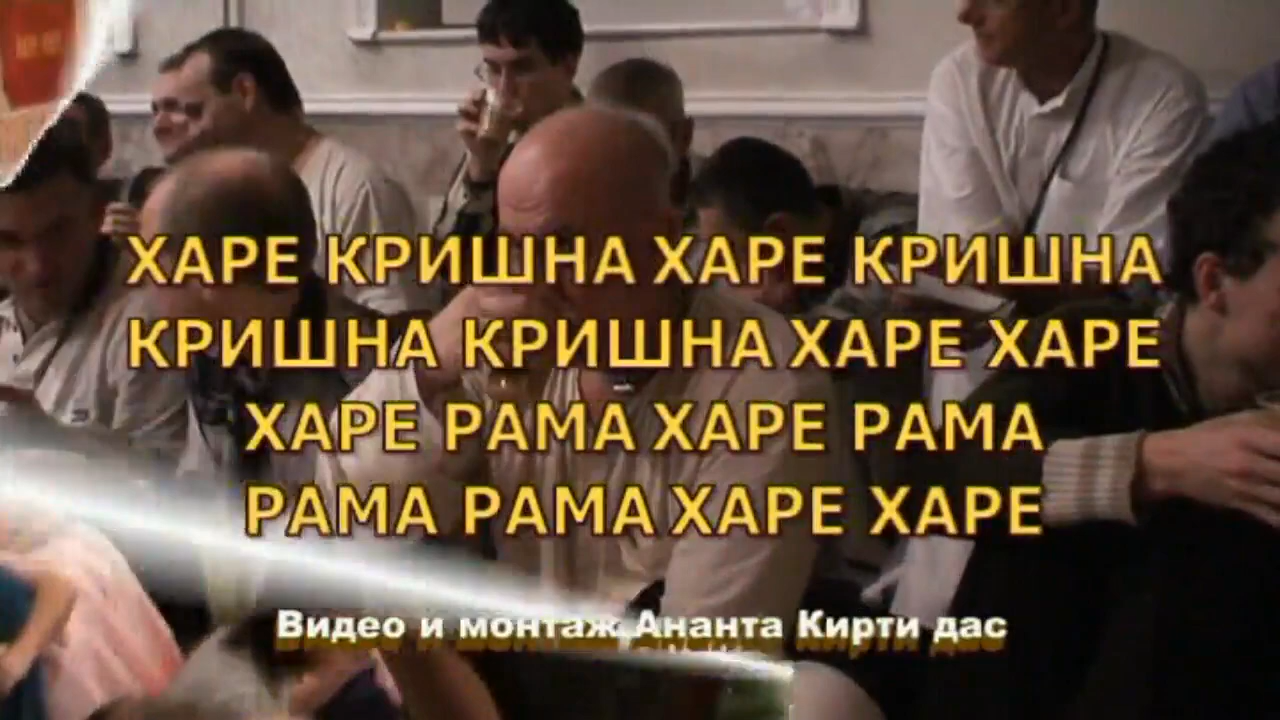 ХАРЕ КРИШНА ХАРЕ КРИШНА
КРИШНА КРИШНА ХАРЕ ХАРЕ
ХАРЕ РАМА ХАРЕ РАМА
РАМА РАМА ХАРЕ ХАРЕ
Видео и монтаж Ананта Кирти дас